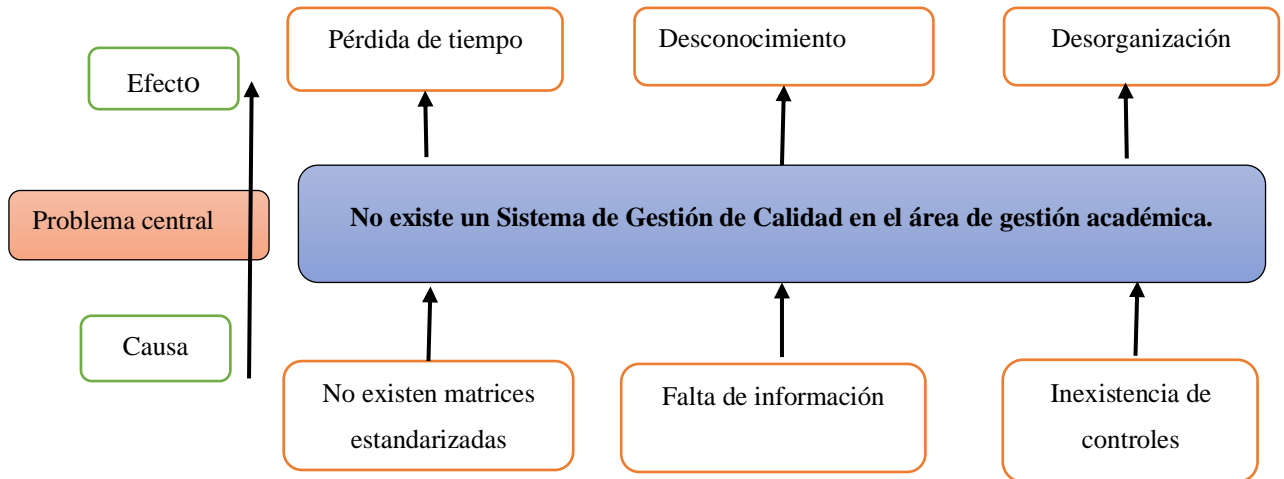 Pérdida de tiempo
Desconocimiento
Desorganización
Efecto
Problema central
No existe un Sistema de Gestión de Calidad en el área de gestión académica.
Causa
No existen matrices
estandarizadas
Falta de información
Inexistencia de
controles